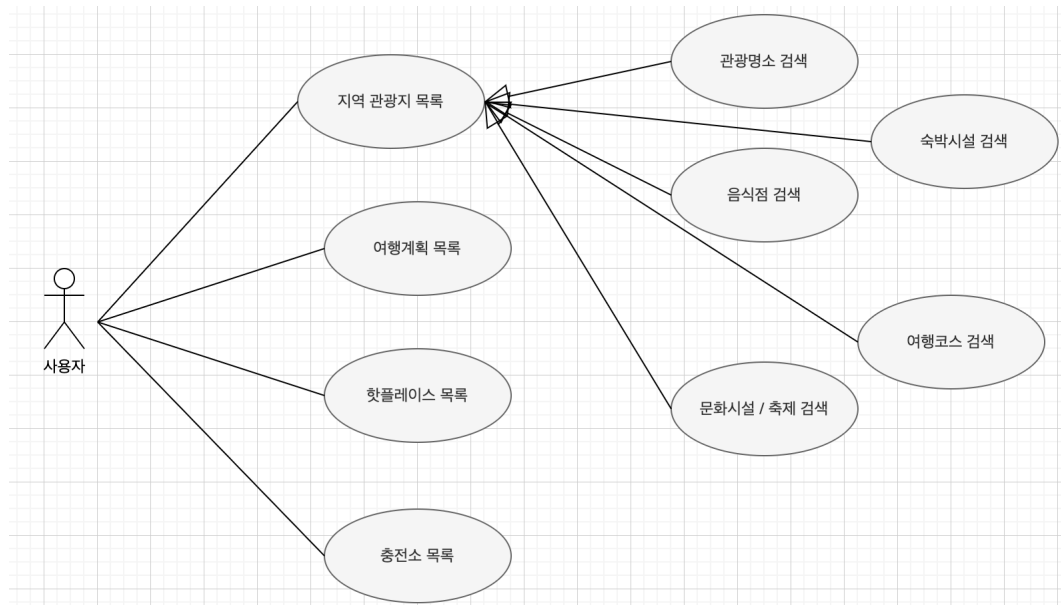 관광명소 검색
지역 관광지 목록
숙박시설 검색
음식점 검색
여행계획 목록
여행코스 검색
사용자
핫플레이스 목록
문화시설 / 축제 검색
충전소 목록